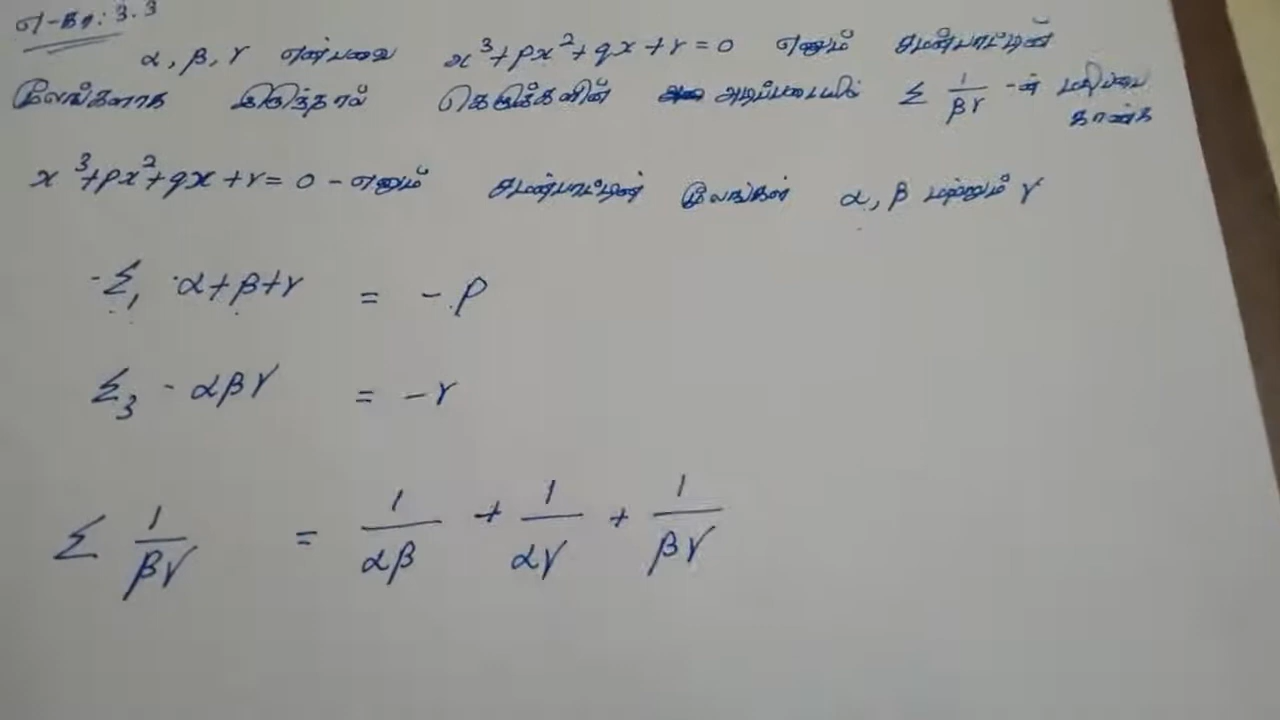 எ-கா: 3.3
α, β, γ என்பவை x³+px²+qx+r=0 எனும் சமன்பாட்டின்
மூலங்களாக இருந்தால் கெழுக்களின் அடிப்படையில் Σ 1/βγ -ன் மதிப்பை காண்க
x³+px²+qx+r=0 - எனும் சமன்பாட்டின் மூலங்கள் α, β மற்றும் γ
Σ₁ α+β+γ = -p
Σ₃ - αβγ = -r
Σ 1/βγ = 1/αβ + 1/αγ + 1/βγ